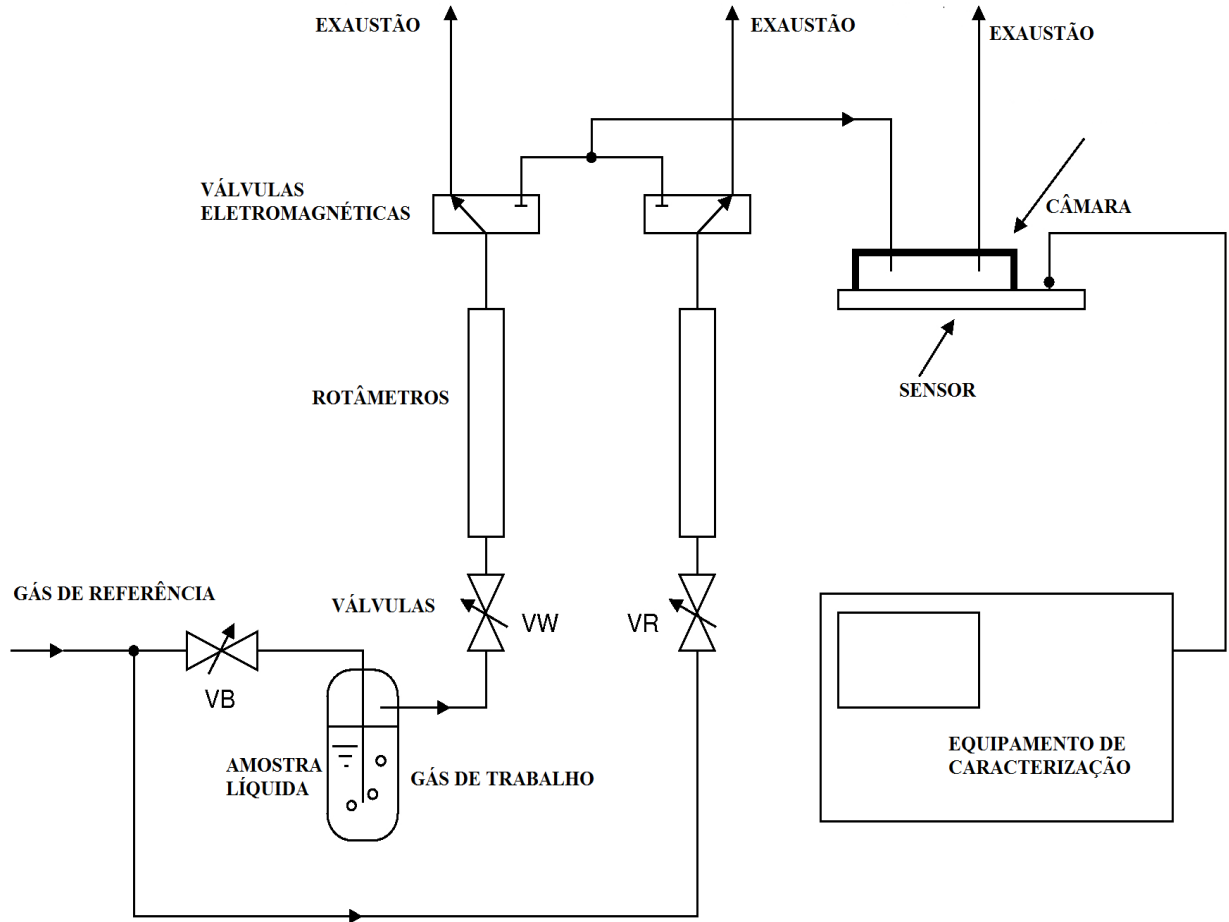 EXAUSTÃO
EXAUSTÃO
EXAUSTÃO
VÁLVULAS
ELETROMAGNÉTICAS
CÂMARA
ROTÂMETROS
SENSOR
GÁS DE REFERÊNCIA
VÁLVULAS
VW
VR
VB
AMOSTRA
LÍQUIDA
GÁS DE TRABALHO
EQUIPAMENTO DE
CARACTERIZAÇÃO